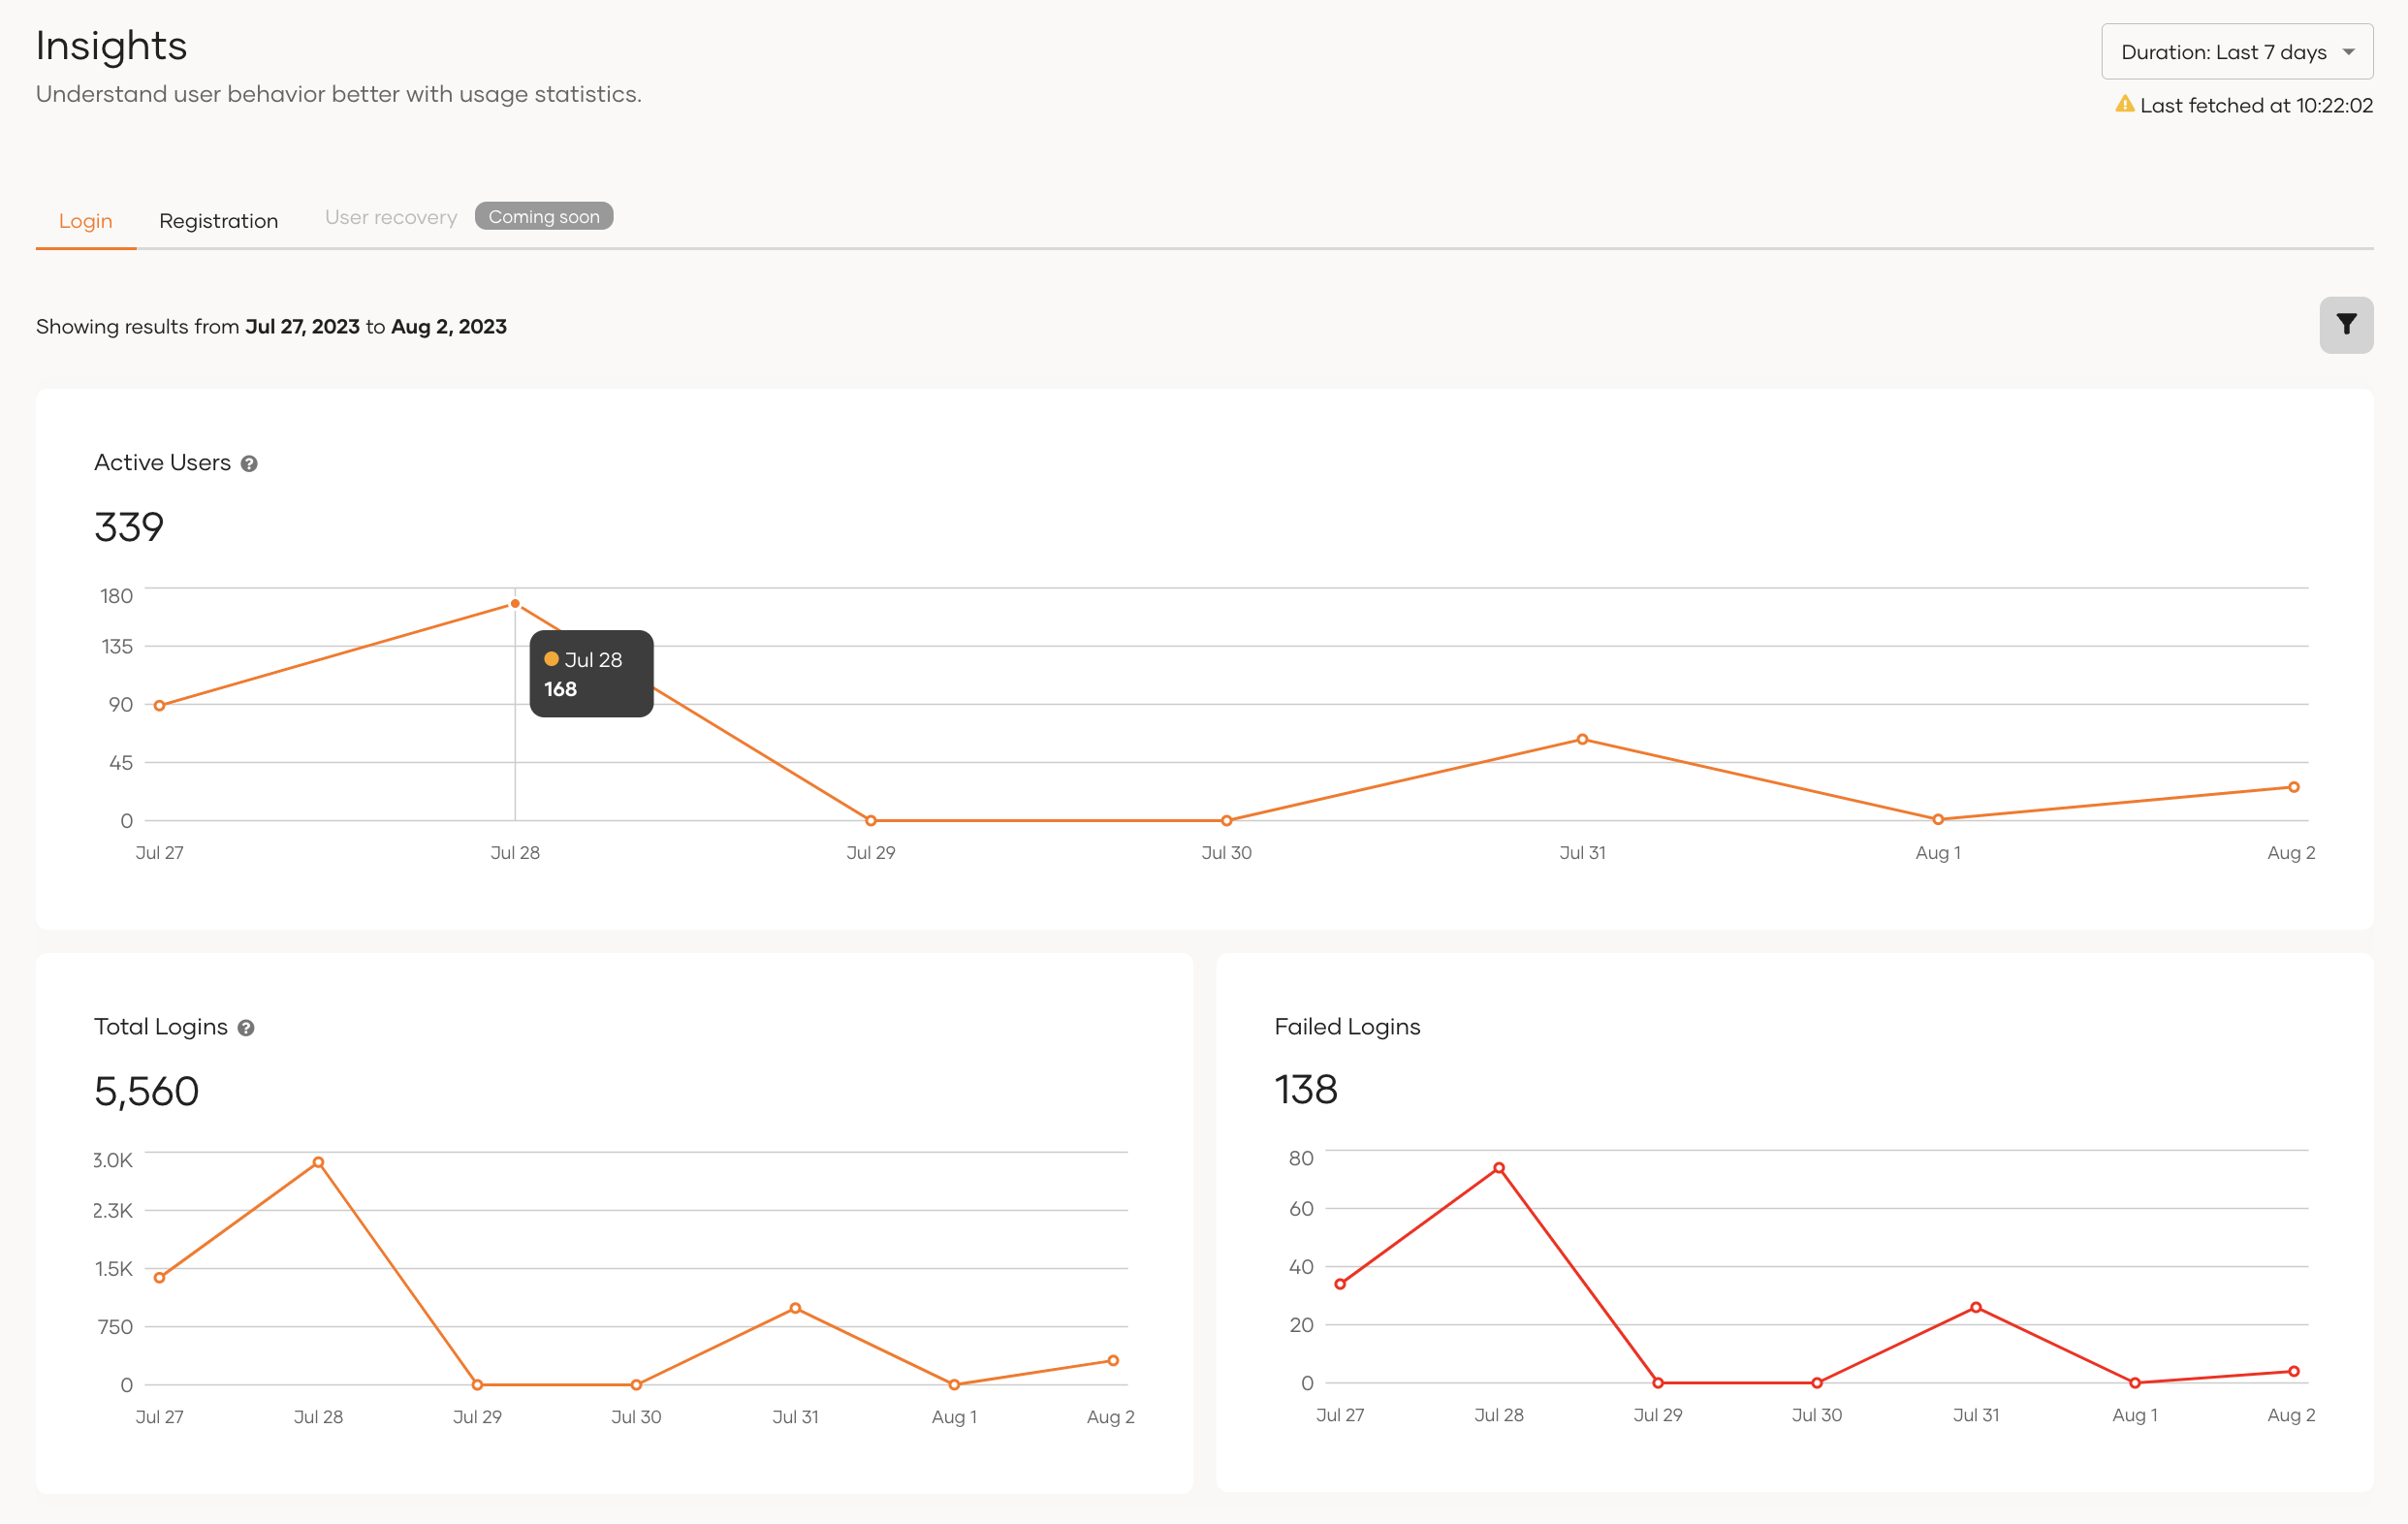 Insights
Duration: Last 7 days
Understand user behavior better with usage statistics.
Last fetched at 10:22:02
Login Registration User recovery Coming soon
Showing results from Jul 27, 2023 to Aug 2, 2023
Active Users
339
180
135
90
45
0
Jul 28
168
Jul 27 Jul 28 Jul 29 Jul 30 Jul 31 Aug 1 Aug 2
Total Logins
5,560
3.0K
2.3K
1.5K
750
0
Jul 27 Jul 28 Jul 29 Jul 30 Jul 31 Aug 1 Aug 2
Failed Logins
138
80
60
40
20
0
Jul 27 Jul 28 Jul 29 Jul 30 Jul 31 Aug 1 Aug 2